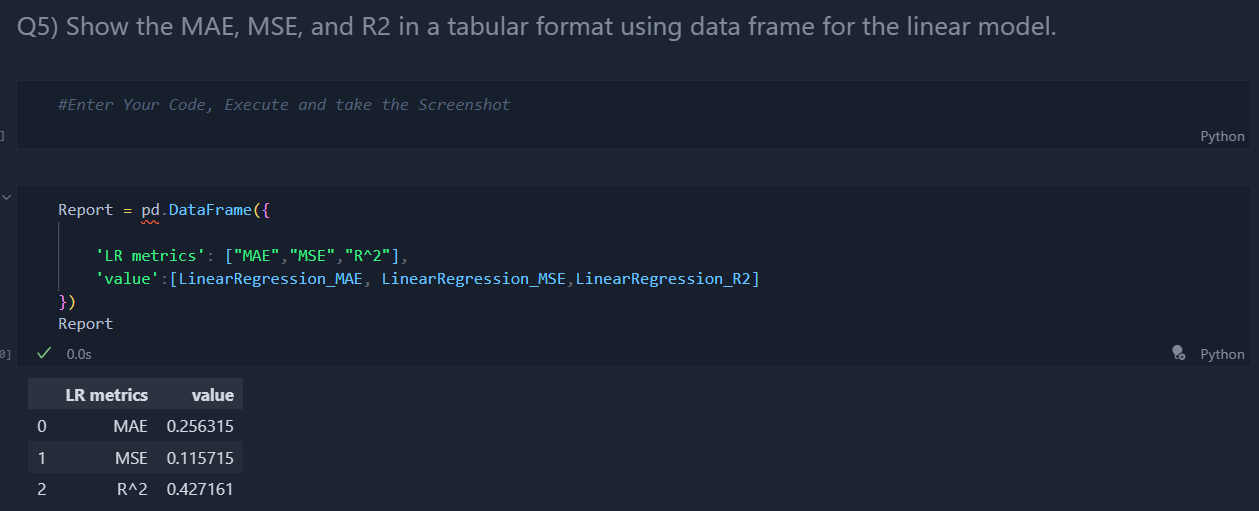 Q5) Show the MAE, MSE, and R2 in a tabular format using data frame for the linear model.
#Enter Your Code, Execute and take the Screenshot
]
Python
Report = pd.DataFrame({
'LR metrics': ["MAE","MSE","R^2"],
'value':[LinearRegression_MAE, LinearRegression_MSE,LinearRegression_R2]
})
Report
0] 0.0s
Python
LR metrics value
0 MAE 0.256315
1 MSE 0.115715
2 R^2 0.427161